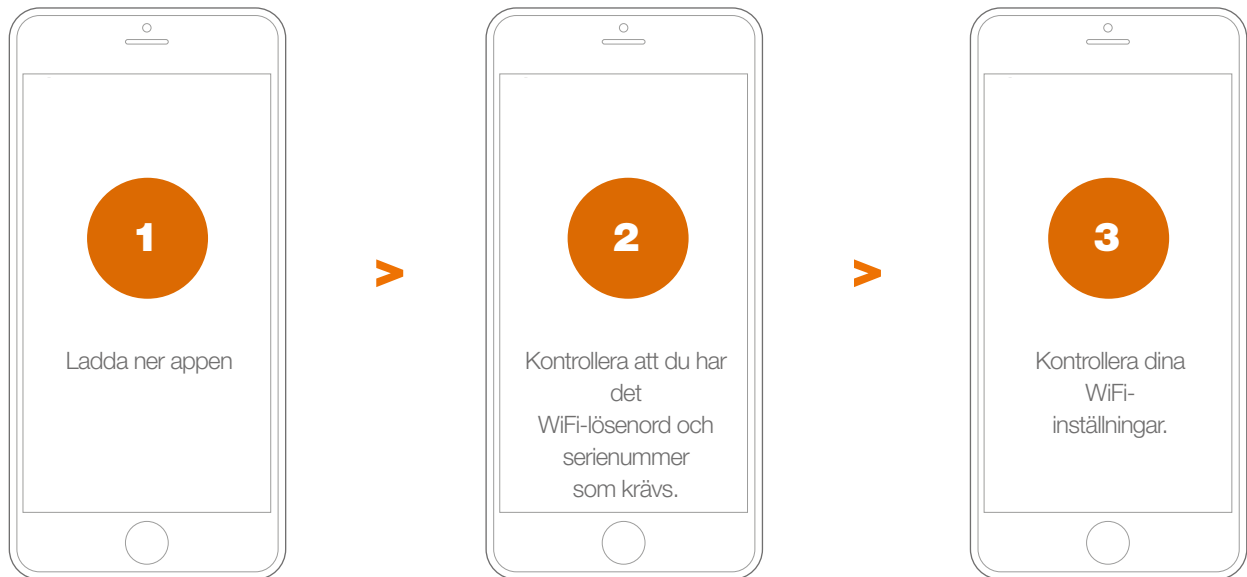 1
Ladda ner appen
>
2
Kontrollera att du har
det
WiFi-lösenord och
serienummer
som krävs.
>
3
Kontrollera dina
WiFi-
inställningar.